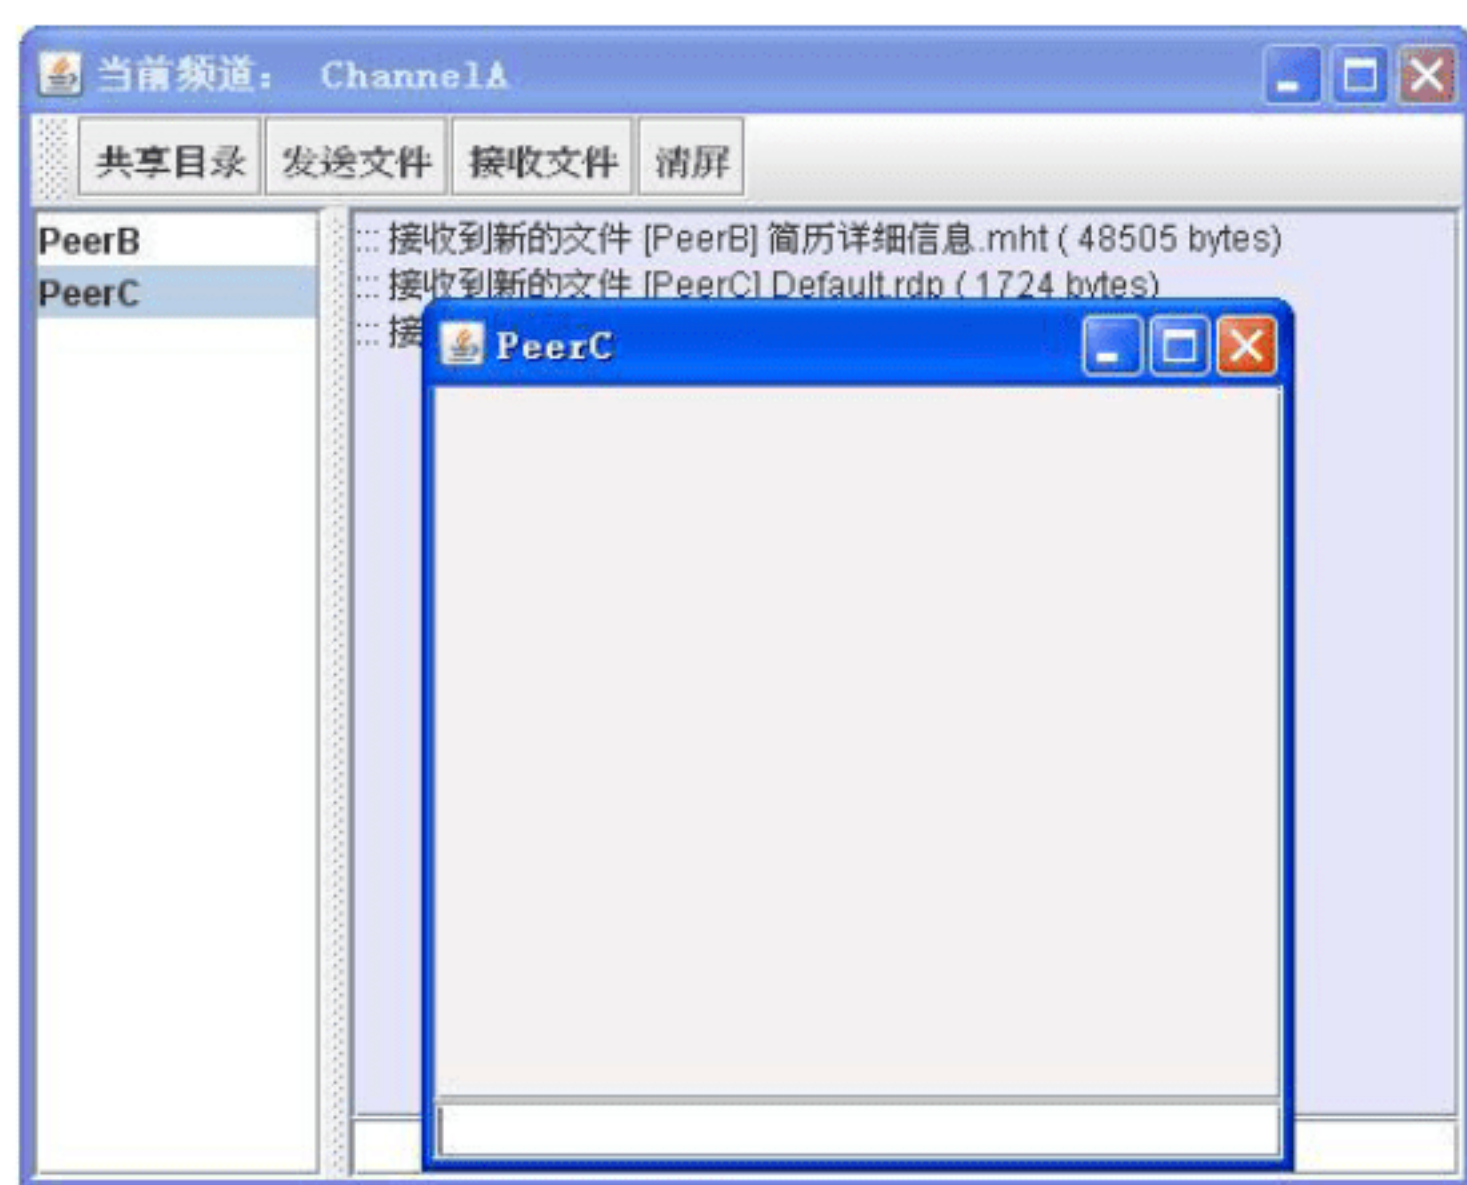 当前频道: ChannelA
共享目录 发送文件 接收文件 清屏
PeerB
PeerC
::: 接收到新的文件 [PeerB] 简历详细信息.mht ( 48505 bytes)
::: 接收到新的文件 [PeerC] Default.rdp ( 1724 bytes)
::: 接
PeerC